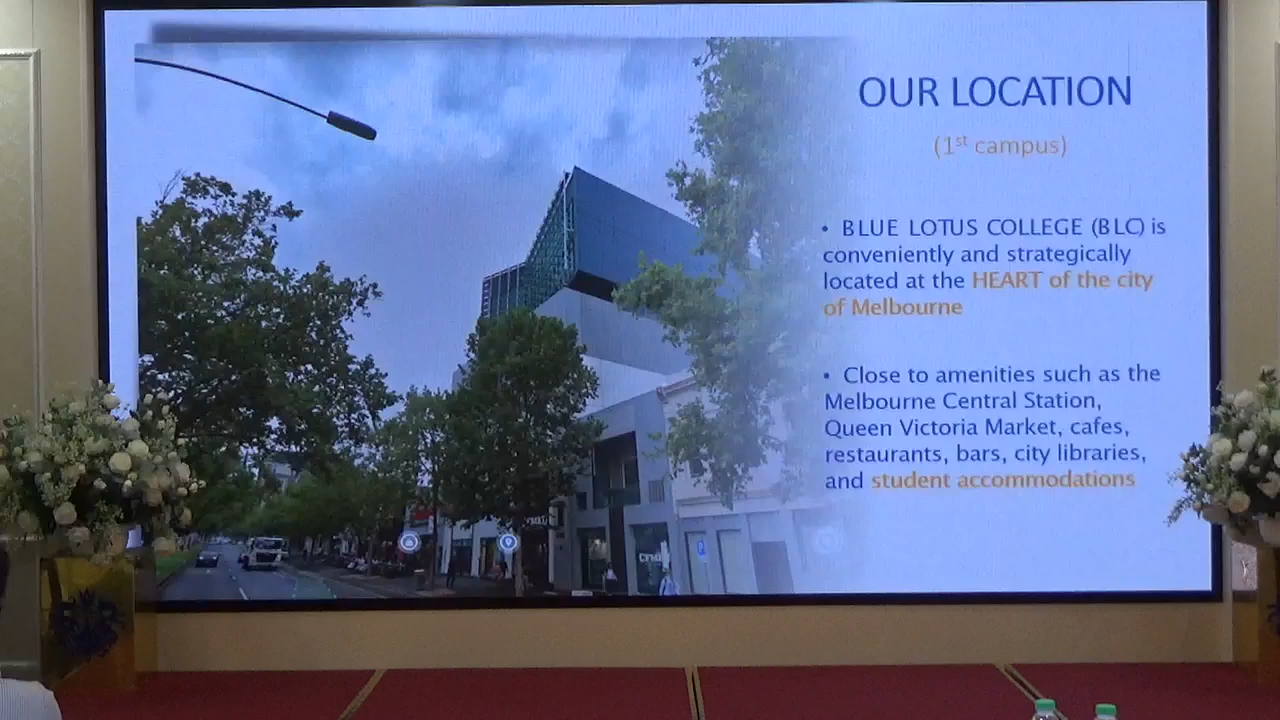 OUR LOCATION
(1st campus)
• BLUE LOTUS COLLEGE (BLC) is
conveniently and strategically
located at the HEART of the city
of Melbourne
• Close to amenities such as the
Melbourne Central Station,
Queen Victoria Market, cafes,
restaurants, bars, city libraries,
and student accommodations